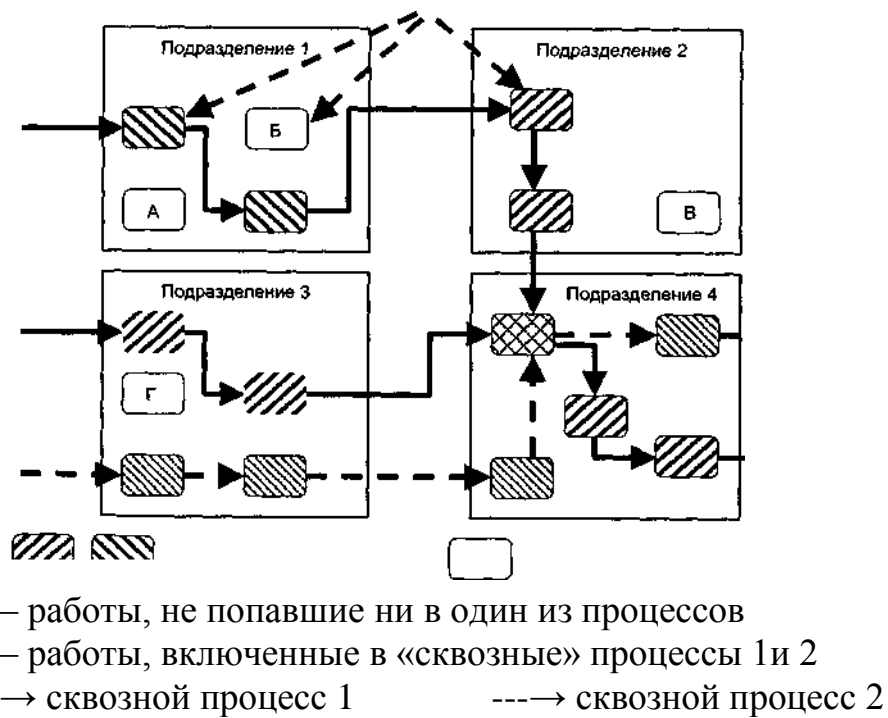 Подразделение 1
Подразделение 2
Б
А
В
Подразделение 3
Подразделение 4
Г
– работы, не попавшие ни в один из процессов
– работы, включенные в «сквозные» процессы 1и 2
→ сквозной процесс 1 ---→ сквозной процесс 2